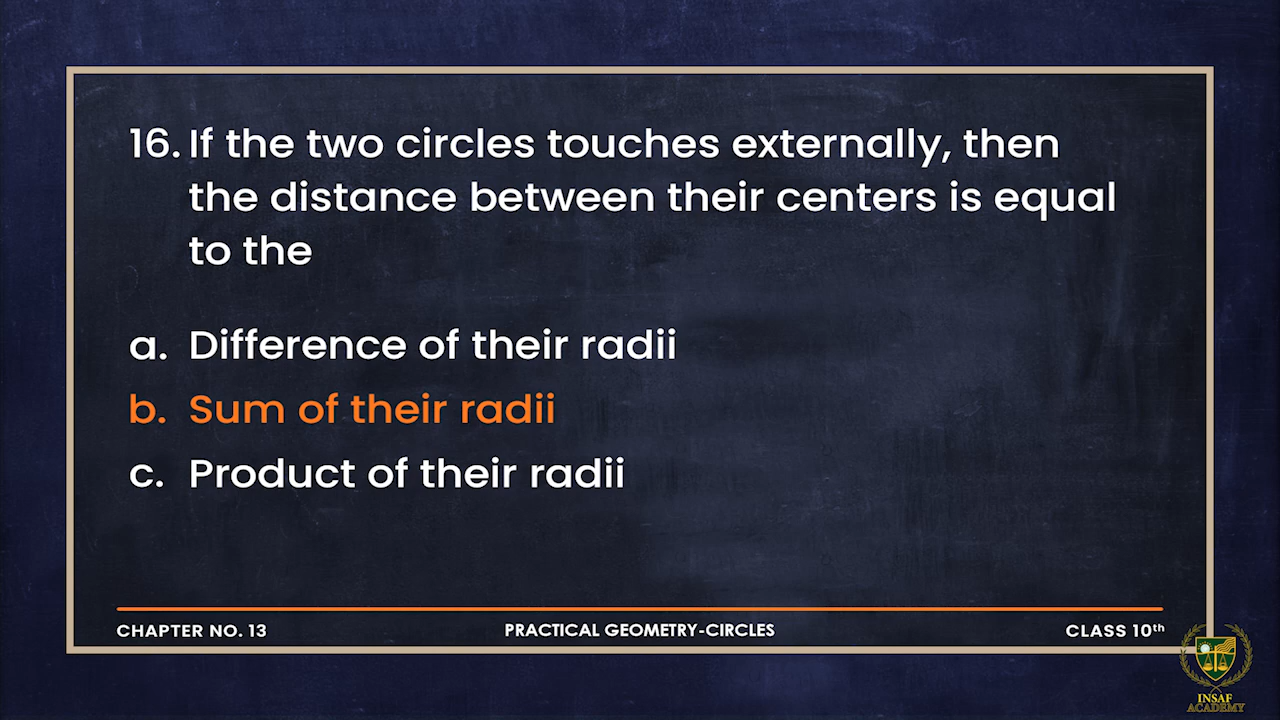 16. If the two circles touches externally, then
the distance between their centers is equal
to the
a. Difference of their radii
b. Sum of their radii
c. Product of their radii
CHAPTER NO. 13
PRACTICAL GEOMETRY-CIRCLES
CLASS 10th
INSAF
ACADEMY